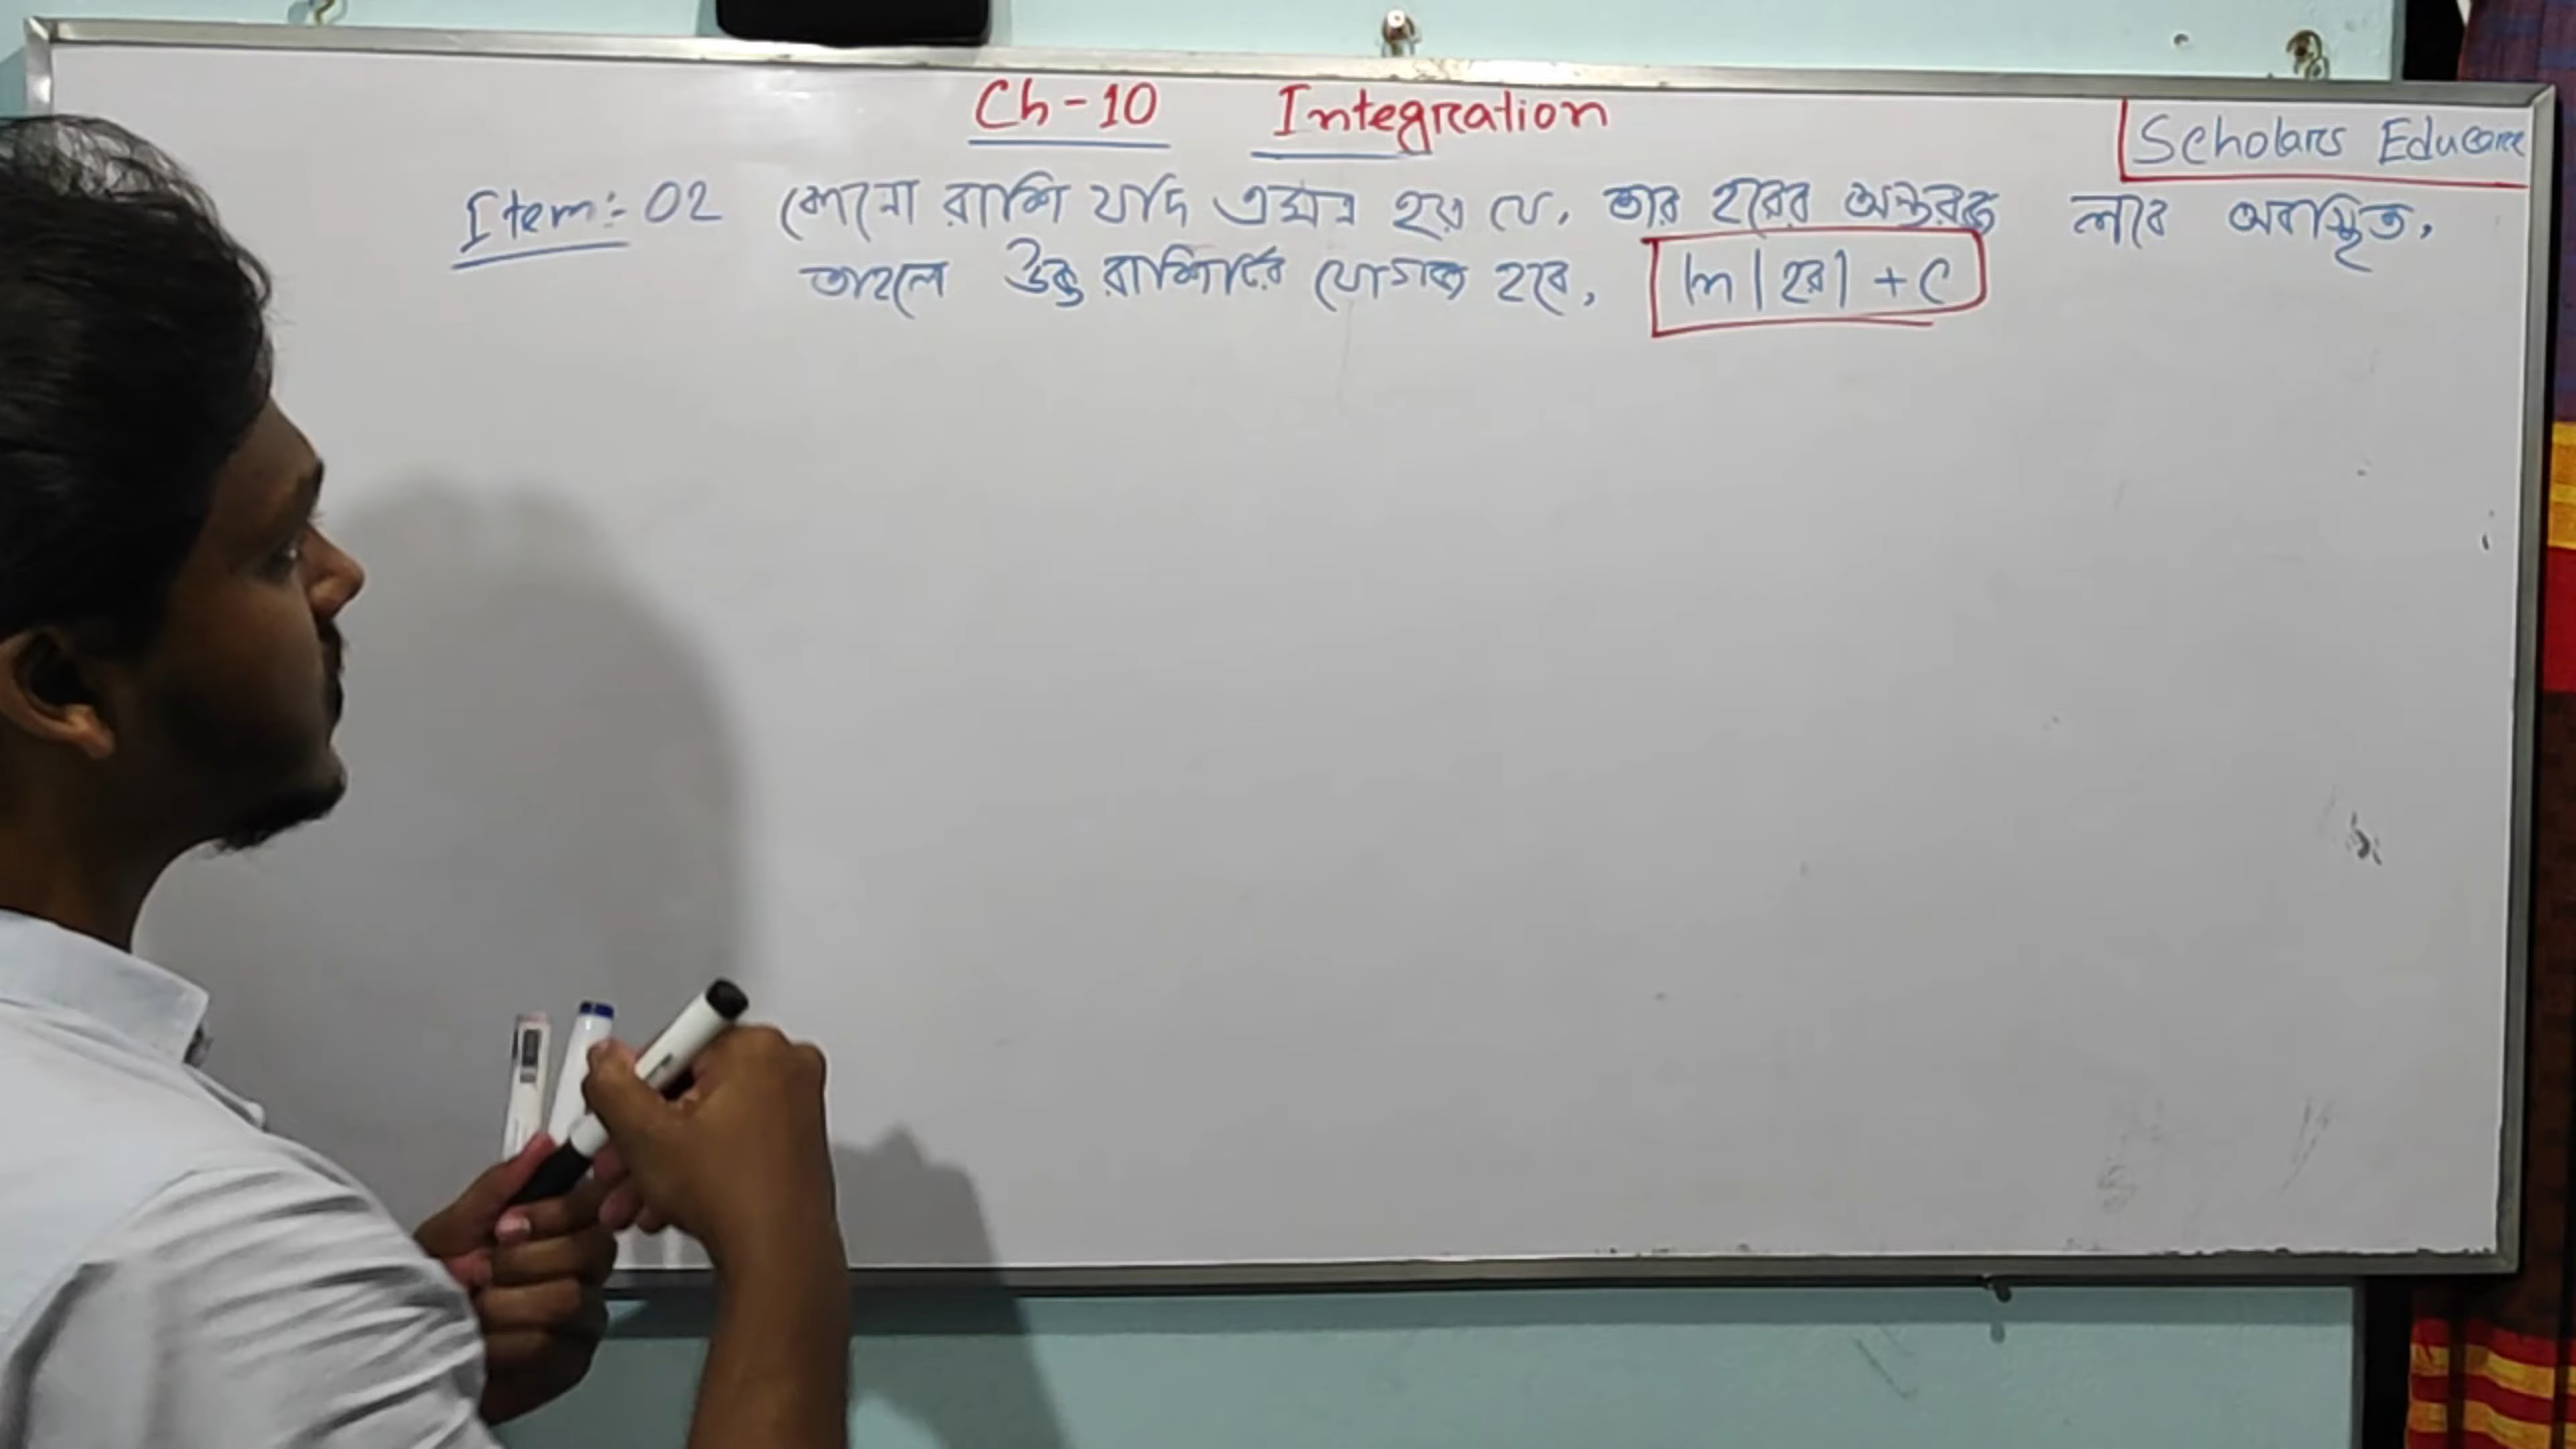 Ch-10 Integration
Scholars Educare
Item:- 02 কোনো রাশি যদি এমন হয় যে, তার হরের অন্তরজ লবে অবস্থিত,
তাহলে উক্ত রাশিটির যোগজ হবে, ln|হর| + C